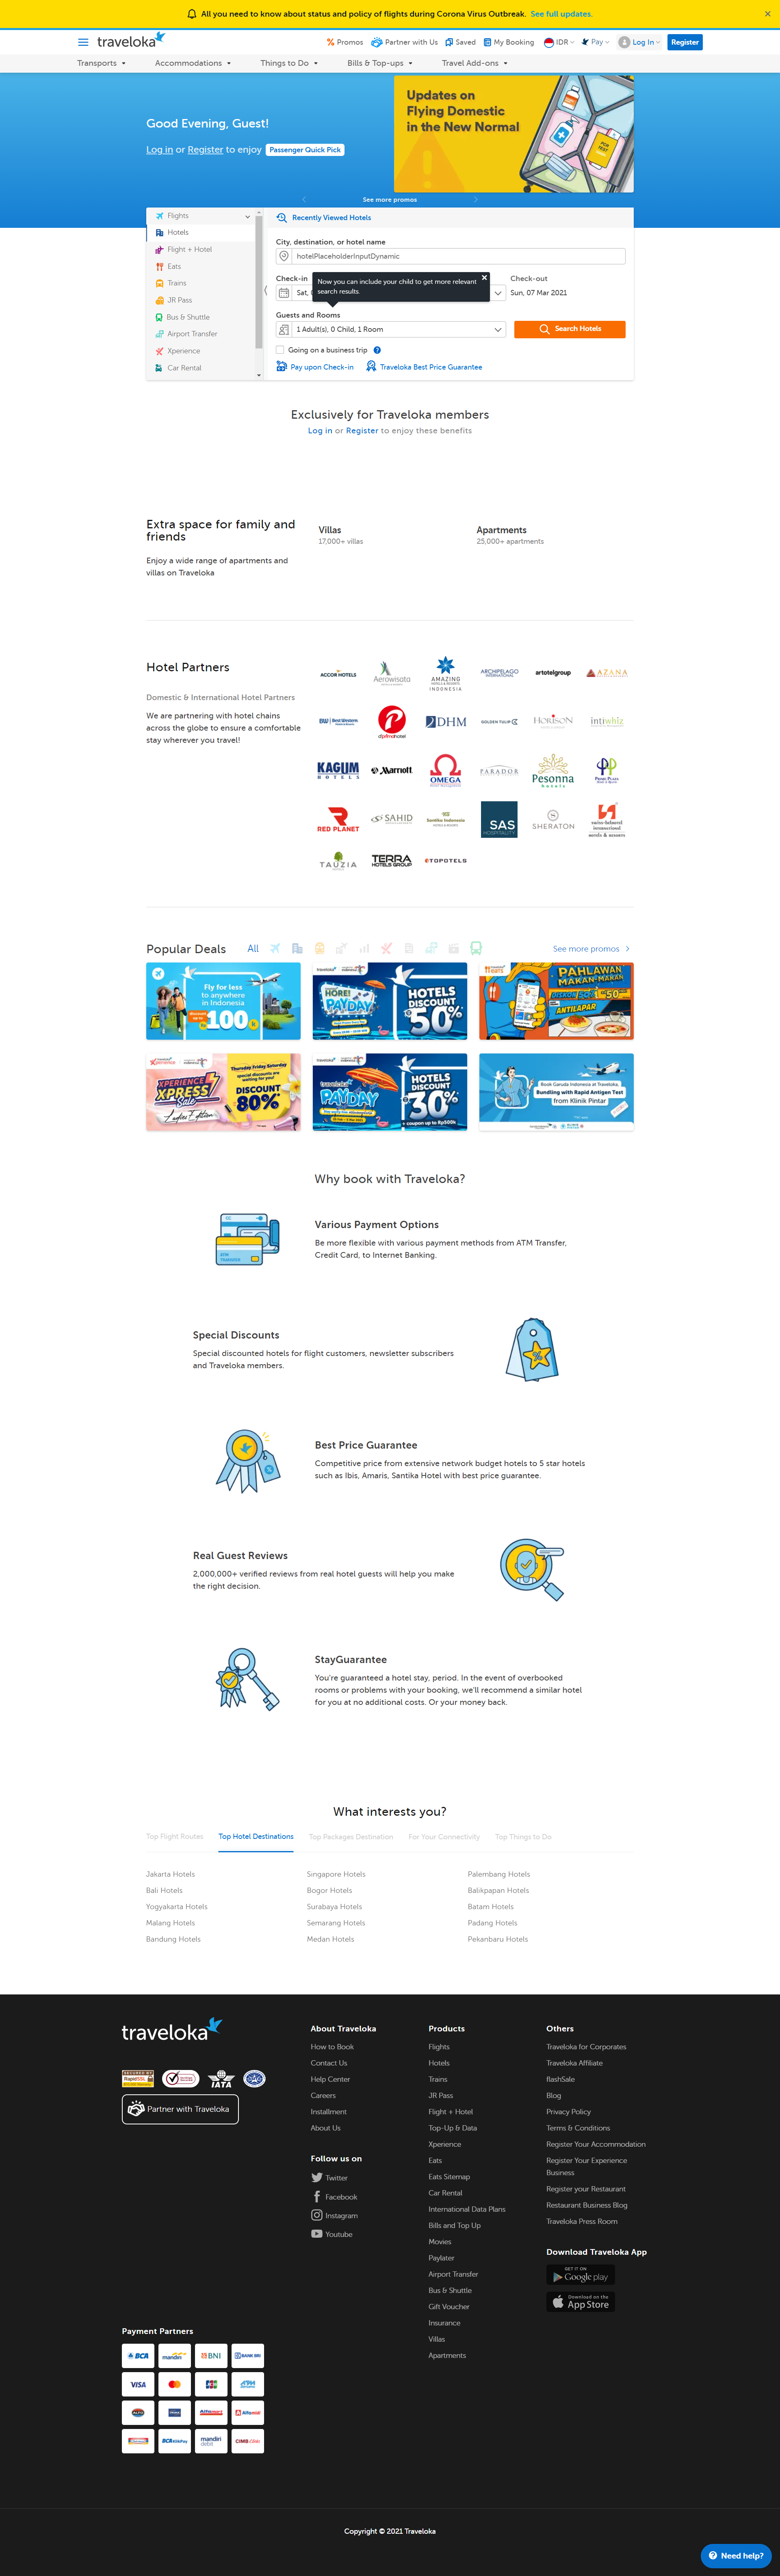 All you need to know about status and policy of flights during Corona Virus Outbreak. See full updates.
traveloka
Promos Partner with Us Saved My Booking IDR Pay Log In Register
Transports Accommodations Things to Do Bills & Top-ups Travel Add-ons
Good Evening, Guest!
Log in or Register to enjoy Passenger Quick Pick
Updates on
Flying Domestic
in the New Normal
See more promos
Flights
Hotels
Flight + Hotel
Eats
Trains
JR Pass
Bus & Shuttle
Airport Transfer
Xperience
Car Rental
Recently Viewed Hotels
City, destination, or hotel name
hotelPlaceholderInputDynamic
Check-in
Check-out
Now you can include your child to get more relevant
search results.
Sat,
Sun, 07 Mar 2021
Guests and Rooms
1 Adult(s), 0 Child, 1 Room
Search Hotels
Going on a business trip
Pay upon Check-in Traveloka Best Price Guarantee
Exclusively for Traveloka members
Log in or Register to enjoy these benefits
Extra space for family and
friends
Enjoy a wide range of apartments and
villas on Traveloka
Villas
17,000+ villas
Apartments
25,000+ apartments
Hotel Partners
Domestic & International Hotel Partners
We are partnering with hotel chains
across the globe to ensure a comfortable
stay wherever you travel!
ACCOR HOTELS
Aerowisata
AMAZING
INDONESIA
ARCHIPELAGO
INTERNATIONAL
artotelgroup
AZANA
BW Best Western
DHM
GOLDEN TULIP
HORISON
intiwhiz
KAGUM
HOTELS
Marriott
OMEGA
PARADOR
Pesonna
hotels
RED PLANET
SAHID
Santika Indonesia
SAS
HOSPITALITY
SHERATON
swiss-belhotel
international
hotels & resorts
TAUZIA
TERRA
HOTELS GROUP
TOPOTELS
Popular Deals All See more promos
Fly for less
to anywhere
in Indonesia
100
HORE!
PAYDAY
HOTELS
DISCOUNT
50%
EATS
PAHLAWAN
MAKAN-MAKAN
ANTILAPAR
XPERIENCE
XPRESS
Sale
Ladies Edition
Thursday Friday Saturday
special discounts are
waiting for you!
DISCOUNT
80%
traveloka
PAYDAY
HOTELS
DISCOUNT
30%
+ coupon up to Rp500k
Book Garuda Indonesia at Traveloka,
Bundling with Rapid Antigen Test
from Klinik Pintar
Why book with Traveloka?
Various Payment Options
Be more flexible with various payment methods from ATM Transfer,
Credit Card, to Internet Banking.
Special Discounts
Special discounted hotels for flight customers, newsletter subscribers
and Traveloka members.
Best Price Guarantee
Competitive price from extensive network budget hotels to 5 star hotels
such as Ibis, Amaris, Santika Hotel with best price guarantee.
Real Guest Reviews
2,000,000+ verified reviews from real hotel guests will help you make
the right decision.
StayGuarantee
You're guaranteed a hotel stay, period. In the event of overbooked
rooms or problems with your booking, we'll recommend a similar hotel
for you at no additional costs. Or your money back.
What interests you?
Top Flight Routes Top Hotel Destinations Top Packages Destination For Your Connectivity Top Things to Do
Jakarta Hotels Singapore Hotels Palembang Hotels
Bali Hotels Bogor Hotels Balikpapan Hotels
Yogyakarta Hotels Surabaya Hotels Batam Hotels
Malang Hotels Semarang Hotels Padang Hotels
Bandung Hotels Medan Hotels Pekanbaru Hotels
traveloka
RapidSSL
IATA
Partner with Traveloka
About Traveloka
How to Book
Contact Us
Help Center
Careers
Installment
About Us
Follow us on
Twitter
Facebook
Instagram
Youtube
Products
Flights
Hotels
Trains
JR Pass
Flight + Hotel
Top-Up & Data
Xperience
Eats
Eats Sitemap
Car Rental
International Data Plans
Bills and Top Up
Movies
Paylater
Airport Transfer
Bus & Shuttle
Gift Voucher
Insurance
Villas
Apartments
Others
Traveloka for Corporates
Traveloka Affiliate
flashSale
Blog
Privacy Policy
Terms & Conditions
Register Your Accommodation
Register Your Experience
Business
Register your Restaurant
Restaurant Business Blog
Traveloka Press Room
Download Traveloka App
GET IT ON
Google play
Download on the
App Store
Payment Partners
BCA mandiri BNI BANK BRI
VISA JCB ATM
Alfamart Alfamidi
BCA KlikPay mandiri
debit CIMB Clicks
Copyright © 2021 Traveloka
Need help?